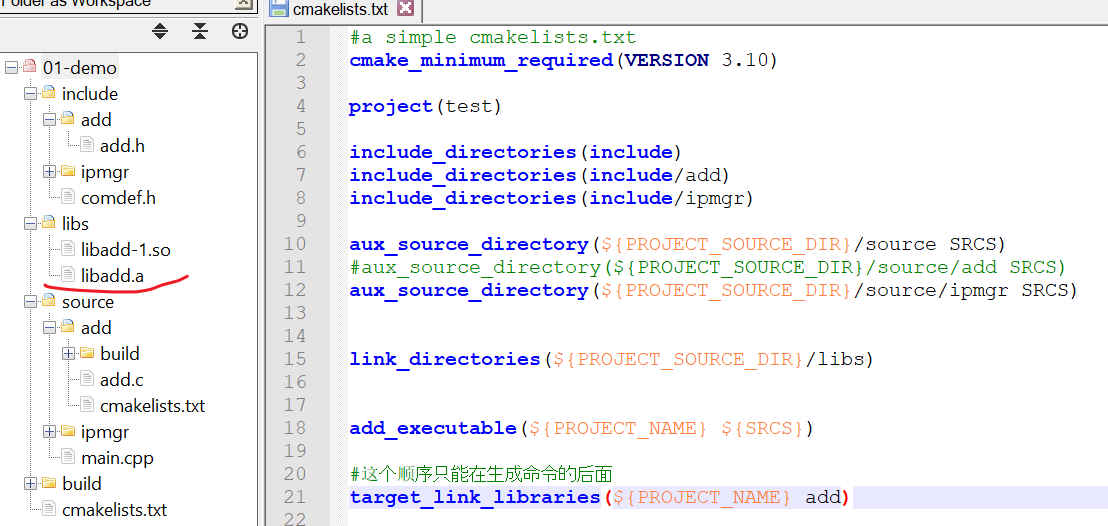 Folder as Workspace
cmakelists.txt
01-demo
include
add
add.h
ipmgr
comdef.h
libs
libadd-1.so
libadd.a
source
add
build
add.c
cmakelists.txt
ipmgr
main.cpp
build
cmakelists.txt
1 #a simple cmakelists.txt
2 cmake_minimum_required(VERSION 3.10)
3
4 project(test)
5
6 include_directories(include)
7 include_directories(include/add)
8 include_directories(include/ipmgr)
9
10 aux_source_directory(${PROJECT_SOURCE_DIR}/source SRCS)
11 #aux_source_directory(${PROJECT_SOURCE_DIR}/source/add SRCS)
12 aux_source_directory(${PROJECT_SOURCE_DIR}/source/ipmgr SRCS)
13
14
15 link_directories(${PROJECT_SOURCE_DIR}/libs)
16
17
18 add_executable(${PROJECT_NAME} ${SRCS})
19
20 #这个顺序只能在生成命令的后面
21 target_link_libraries(${PROJECT_NAME} add)
22